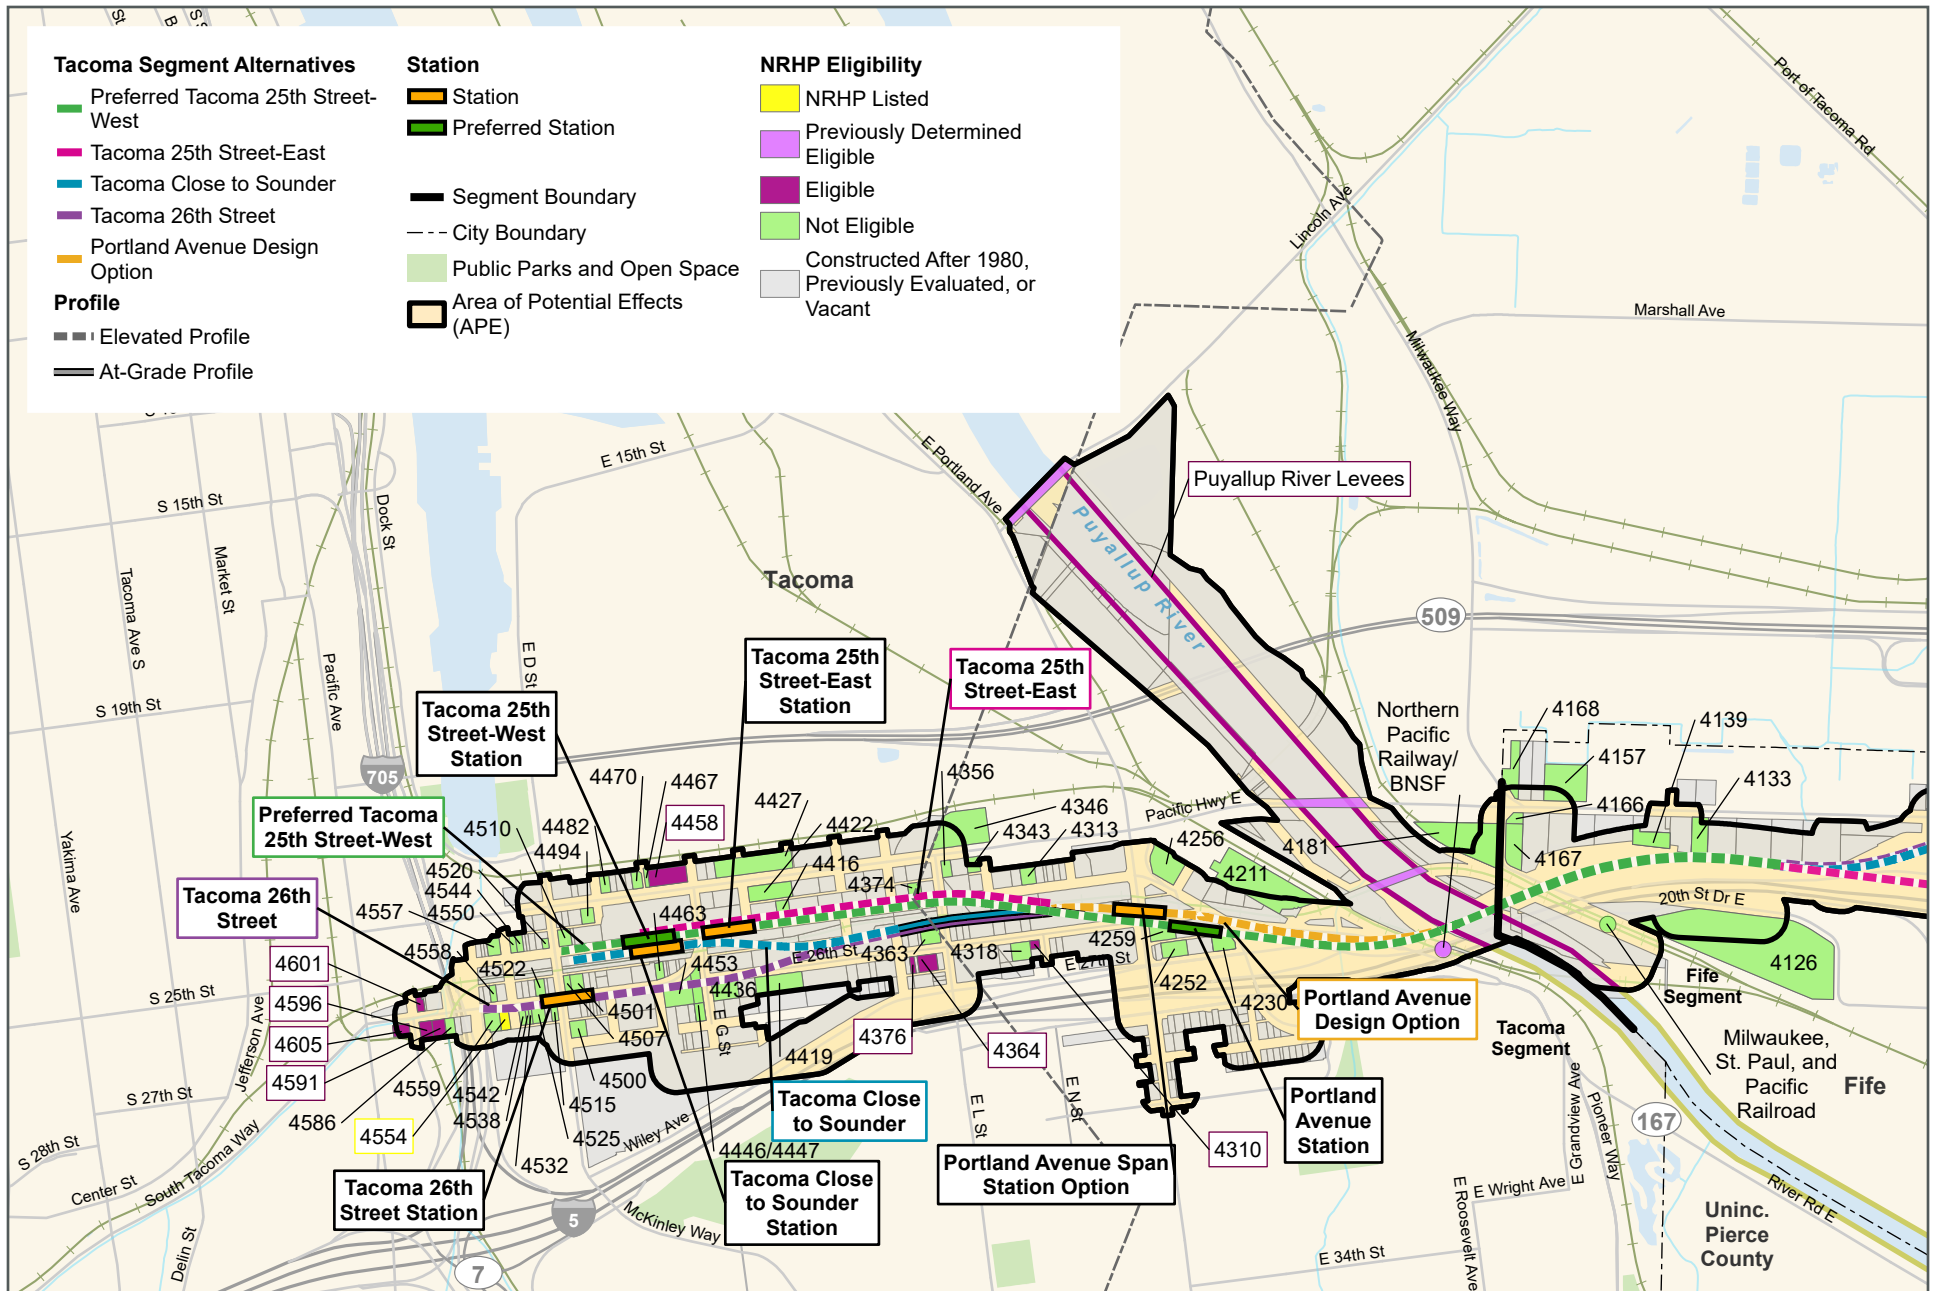 Tacoma Segment Alternatives
Preferred Tacoma 25th Street-
West
Tacoma 25th Street-East
Tacoma Close to Sounder
Tacoma 26th Street
Portland Avenue Design
Option
Profile
Elevated Profile
At-Grade Profile
Station
Station
Preferred Station
Segment Boundary
City Boundary
Public Parks and Open Space
Area of Potential Effects
(APE)
NRHP Eligibility
NRHP Listed
Previously Determined
Eligible
Eligible
Not Eligible
Constructed After 1980,
Previously Evaluated, or
Vacant
St
B
Port of Tacoma Rd
Lincoln Ave
Marshall Ave
Milwaukee Way
E Portland Ave
E 15th St
S 15th St
Dock St
Market St
Tacoma Ave S
Pacific Ave
E D St
S 19th St
Yakima Ave
Puyallup River Levees
Puyallup River
Tacoma
509
705
Tacoma 25th
Street-East
Station
Tacoma 25th
Street-East
Tacoma 25th
Street-West
Station
Preferred Tacoma
25th Street-West
Tacoma 26th
Street
Northern
Pacific
Railway/
BNSF
Pacific Hwy E
4168
4139
4157
4133
4166
4167
4181
4211
4256
4313
4343
4346
4356
4427
4422
4416
4374
4470
4467
4458
4482
4494
4510
4520
4544
4550
4557
4558
4522
4463
4453
4436
4363
4318
4259
4252
4230
4126
20th St Dr E
E 26th St
E 27th St
E G St
S 25th St
Jefferson Ave
4601
4596
4605
4591
4586
4559
4554
4542
4538
4532
4525
4515
4500
4507
4501
4446/4447
4419
4376
4364
4310
Tacoma Close
to Sounder
Portland Avenue
Design Option
Portland
Avenue
Station
Portland Avenue Span
Station Option
Tacoma Close
to Sounder
Station
Tacoma 26th
Street Station
Fife
Segment
Tacoma
Segment
Milwaukee,
St. Paul, and
Pacific
Railroad
Fife
167
Uninc.
Pierce
County
S 27th St
S 28th St
Center St
South Tacoma Way
Delin St
Wiley Ave
McKinley Way
5
7
E L St
E N St
E 34th St
E Wright Ave
E Roosevelt Ave
E Grandview Ave
Pioneer Way
River Rd E